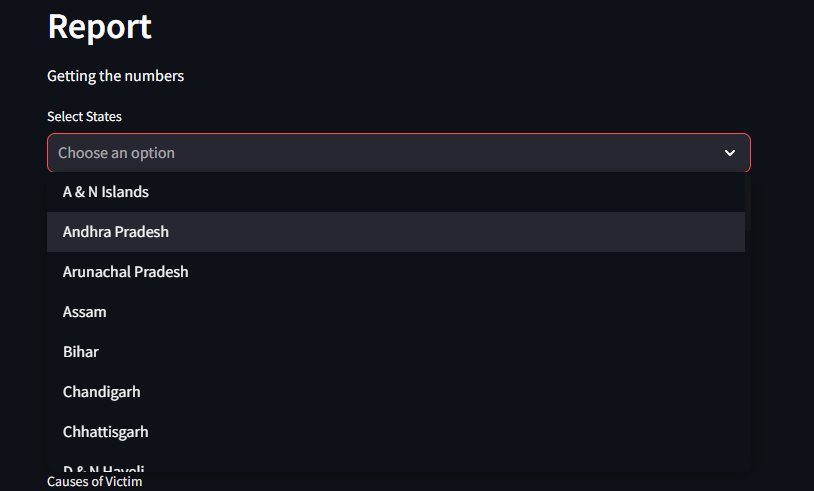 Report
Getting the numbers
Select States
Choose an option
A & N Islands
Andhra Pradesh
Arunachal Pradesh
Assam
Bihar
Chandigarh
Chhattisgarh
D & N Haveli
Causes of Victim